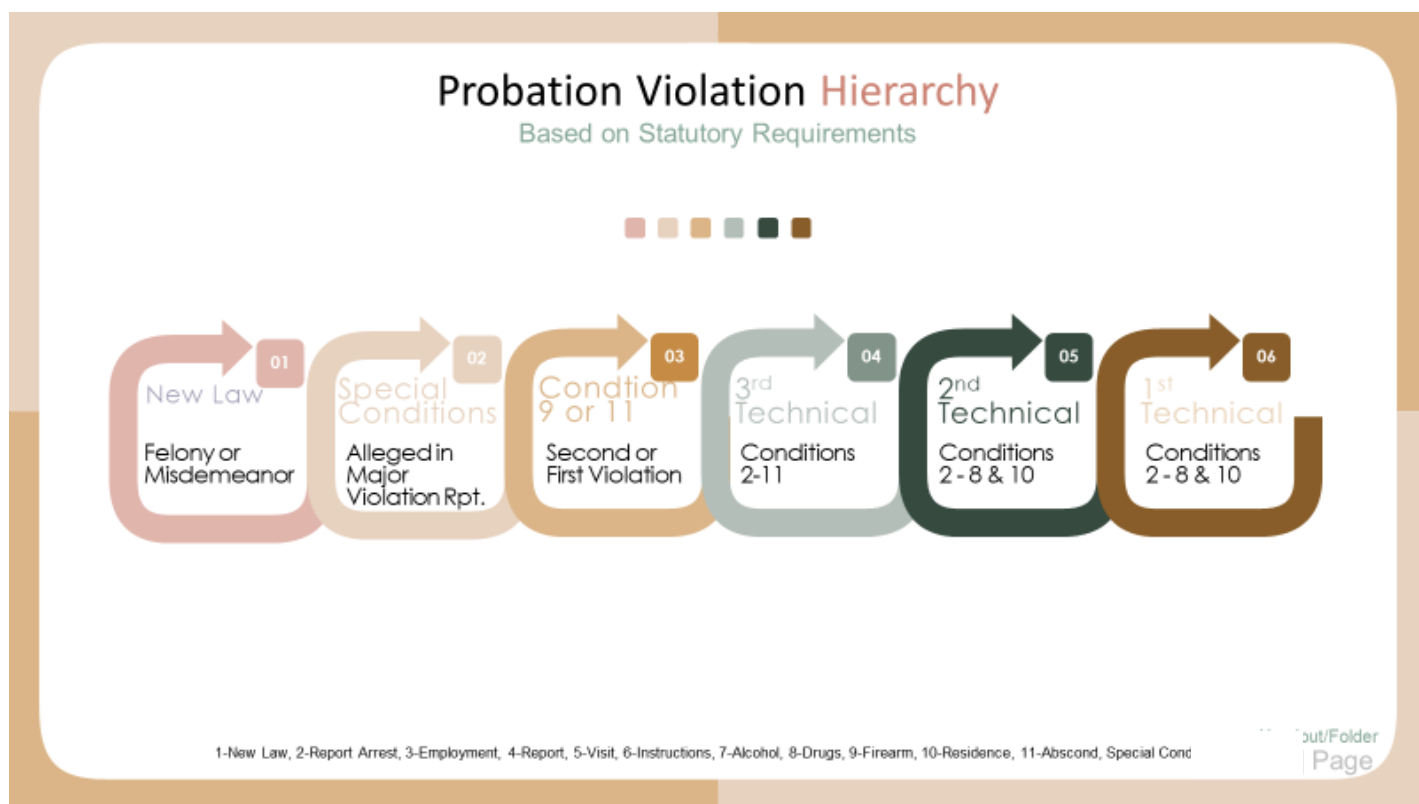 Probation Violation Hierarchy
Based on Statutory Requirements
01
New Law
Felony or
Misdemeanor
02
Special
Conditions
Alleged in
Major
Violation Rpt.
03
Condtion
9 or 11
Second or
First Violation
04
3rd
Technical
Conditions
2-11
05
2nd
Technical
Conditions
2 - 8 & 10
06
1st
Technical
Conditions
2 - 8 & 10
1-New Law, 2-Report Arrest, 3-Employment, 4-Report, 5-Visit, 6-Instructions, 7-Alcohol, 8-Drugs, 9-Firearm, 10-Residence, 11-Abscond, Special Cond
/Folder
Page